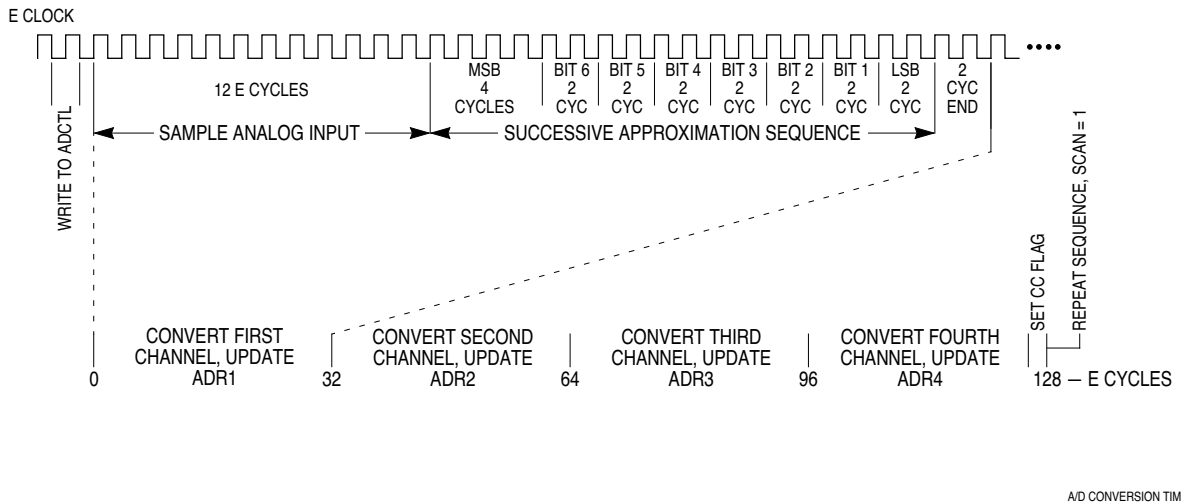 E CLOCK
12 E CYCLES
MSB
4
CYCLES
BIT 6
2
CYC
BIT 5
2
CYC
BIT 4
2
CYC
BIT 3
2
CYC
BIT 2
2
CYC
BIT 1
2
CYC
LSB
2
CYC
2
CYC
END
WRITE TO ADCTL
SAMPLE ANALOG INPUT
SUCCESSIVE APPROXIMATION SEQUENCE
SET CC FLAG
REPEAT SEQUENCE, SCAN = 1
CONVERT FIRST
CHANNEL, UPDATE
ADR1
CONVERT SECOND
CHANNEL, UPDATE
ADR2
CONVERT THIRD
CHANNEL, UPDATE
ADR3
CONVERT FOURTH
CHANNEL, UPDATE
ADR4
0
32
64
96
128 — E CYCLES
A/D CONVERSION TIM